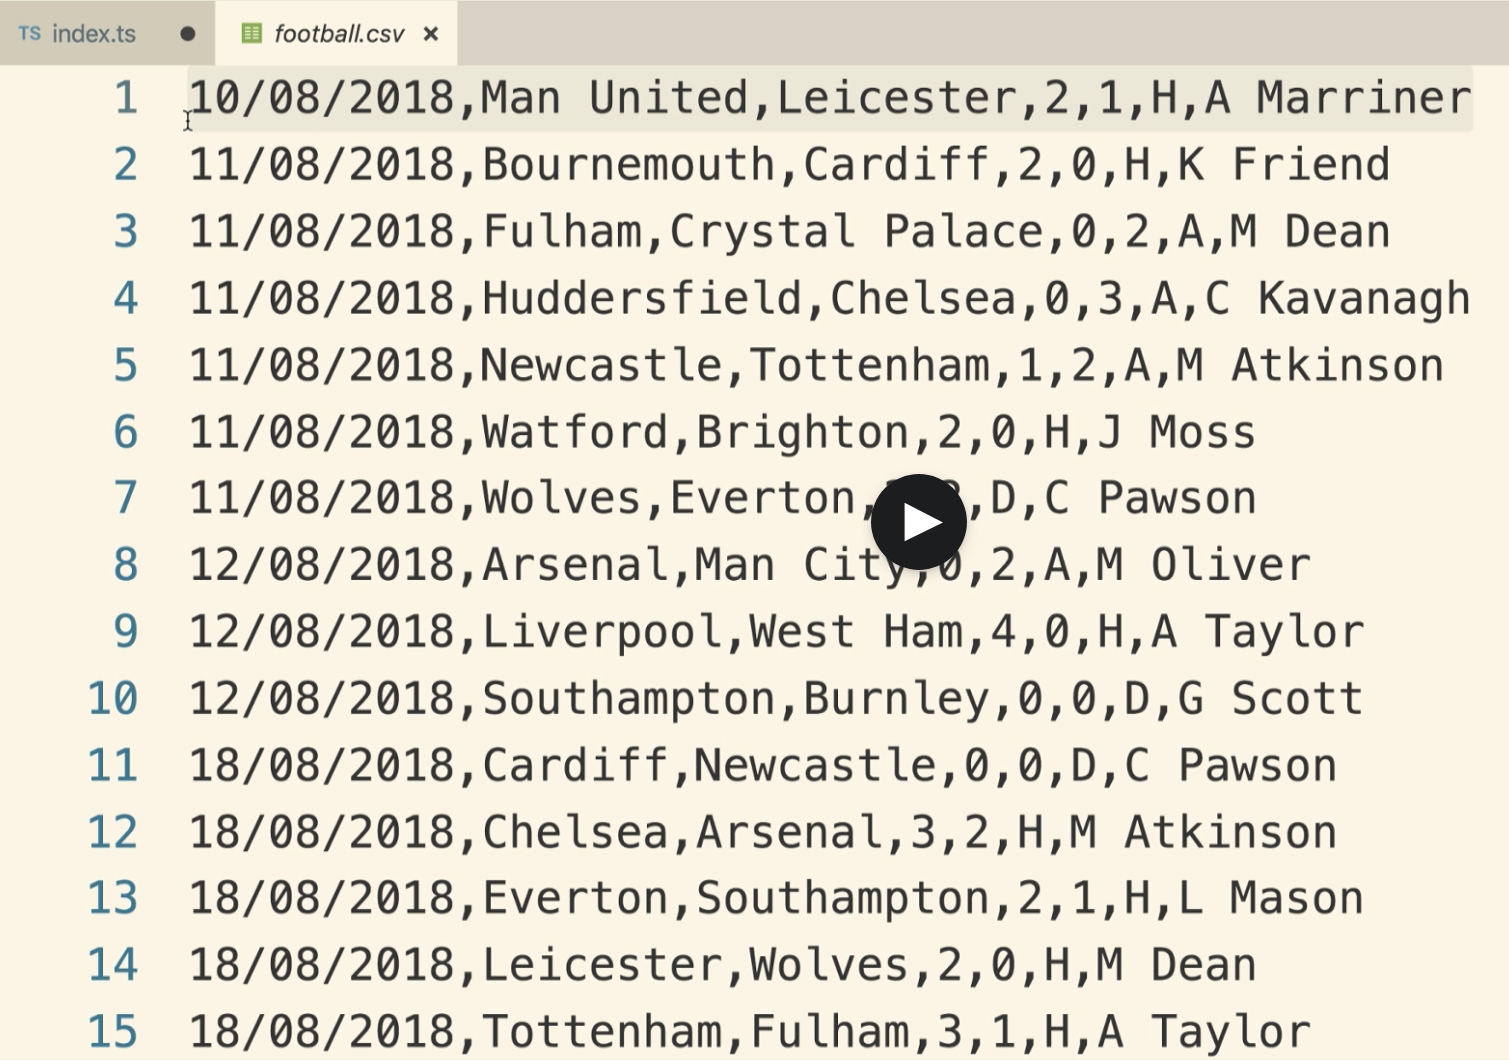 TS index.ts football.csv
1 10/08/2018,Man United,Leicester,2,1,H,A Marriner
2 11/08/2018,Bournemouth,Cardiff,2,0,H,K Friend
3 11/08/2018,Fulham,Crystal Palace,0,2,A,M Dean
4 11/08/2018,Huddersfield,Chelsea,0,3,A,C Kavanagh
5 11/08/2018,Newcastle,Tottenham,1,2,A,M Atkinson
6 11/08/2018,Watford,Brighton,2,0,H,J Moss
7 11/08/2018,Wolves,Everton, ,D,C Pawson
8 12/08/2018,Arsenal,Man City,0,2,A,M Oliver
9 12/08/2018,Liverpool,West Ham,4,0,H,A Taylor
10 12/08/2018,Southampton,Burnley,0,0,D,G Scott
11 18/08/2018,Cardiff,Newcastle,0,0,D,C Pawson
12 18/08/2018,Chelsea,Arsenal,3,2,H,M Atkinson
13 18/08/2018,Everton,Southampton,2,1,H,L Mason
14 18/08/2018,Leicester,Wolves,2,0,H,M Dean
15 18/08/2018,Tottenham,Fulham,3,1,H,A Taylor